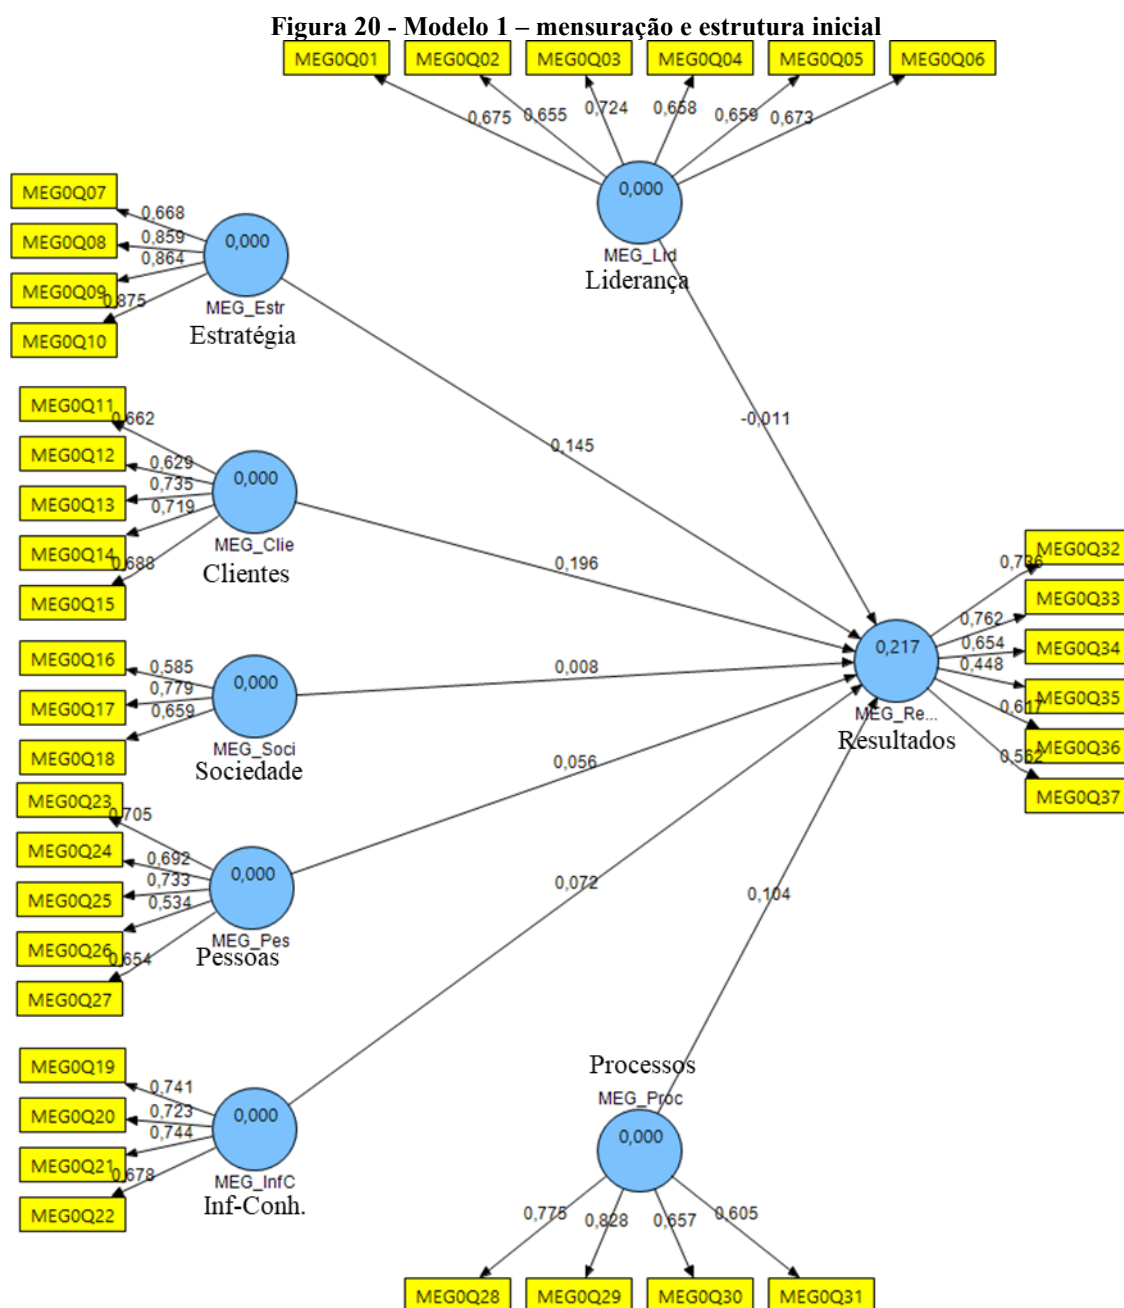 Figura 20 - Modelo 1 – mensuração e estrutura inicial
MEG0Q01 MEG0Q02 MEG0Q03 MEG0Q04 MEG0Q05 MEG0Q06
0,675 0,655 0,724 0,658 0,659 0,673
0,000
MEG_Lid
Liderança
MEG0Q07
MEG0Q08
MEG0Q09
MEG0Q10
0,668
0,859
0,864
0,875
0,000
MEG_Estr
Estratégia
-0,011
0,145
MEG0Q11
MEG0Q12
MEG0Q13
MEG0Q14
MEG0Q15
0,662
0,629
0,735
0,719
0,688
0,000
MEG_Clie
Clientes
0,196
MEG0Q16
MEG0Q17
MEG0Q18
0,585
0,779
0,659
0,000
MEG_Soci
Sociedade
0,008
0,217
MEG_Re...
Resultados
0,736
0,762
0,654
0,448
0,617
0,562
MEG0Q32
MEG0Q33
MEG0Q34
MEG0Q35
MEG0Q36
MEG0Q37
MEG0Q23
MEG0Q24
MEG0Q25
MEG0Q26
MEG0Q27
0,705
0,692
0,733
0,534
0,654
0,000
MEG_Pes
Pessoas
0,056
0,072
0,104
MEG0Q19
MEG0Q20
MEG0Q21
MEG0Q22
0,741
0,723
0,744
0,678
0,000
MEG_InfC
Inf-Conh.
Processos
MEG_Proc
0,000
0,775 0,828 0,657 0,605
MEG0Q28 MEG0Q29 MEG0Q30 MEG0Q31